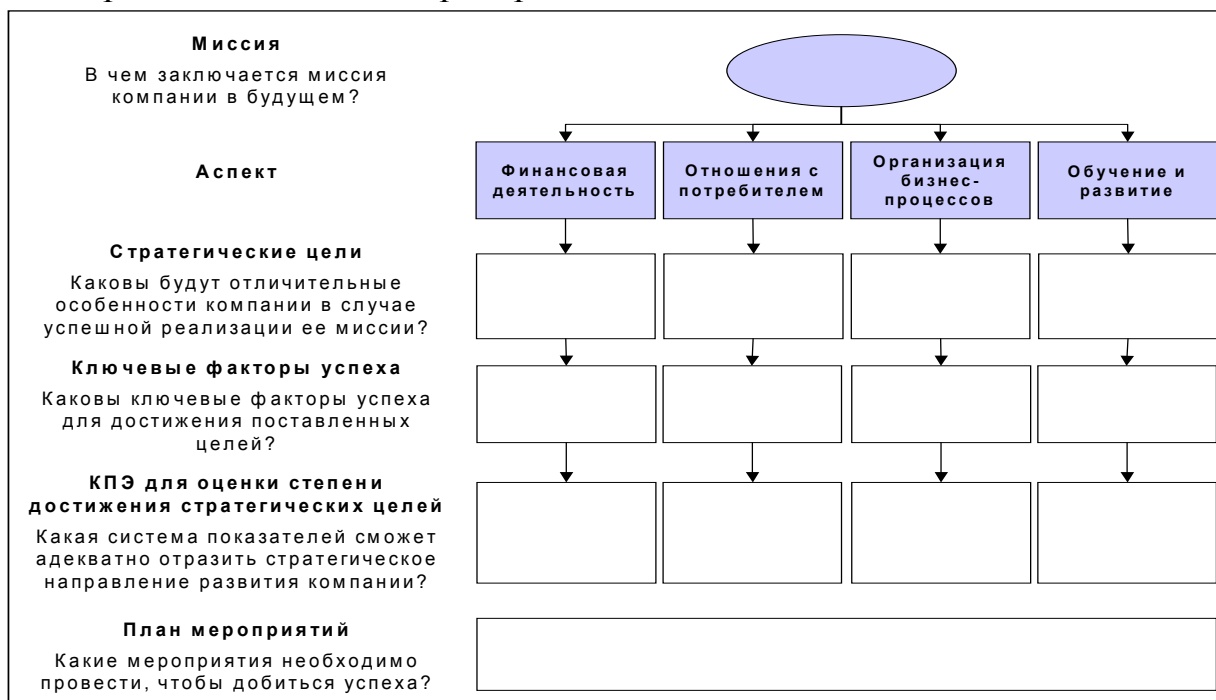 Миссия
В чем заключается миссия
компании в будущем?
Аспект
Финансовая
деятельность
Отношения с
потребителем
Организация
бизнес-
процессов
Обучение и
развитие
Стратегические цели
Каковы будут отличительные
особенности компании в случае
успешной реализации ее миссии?
Ключевые факторы успеха
Каковы ключевые факторы успеха
для достижения поставленных
целей?
КПЭ для оценки степени
достижения стратегических целей
Какая система показателей сможет
адекватно отразить стратегическое
направление развития компании?
План мероприятий
Какие мероприятия необходимо
провести, чтобы добиться успеха?